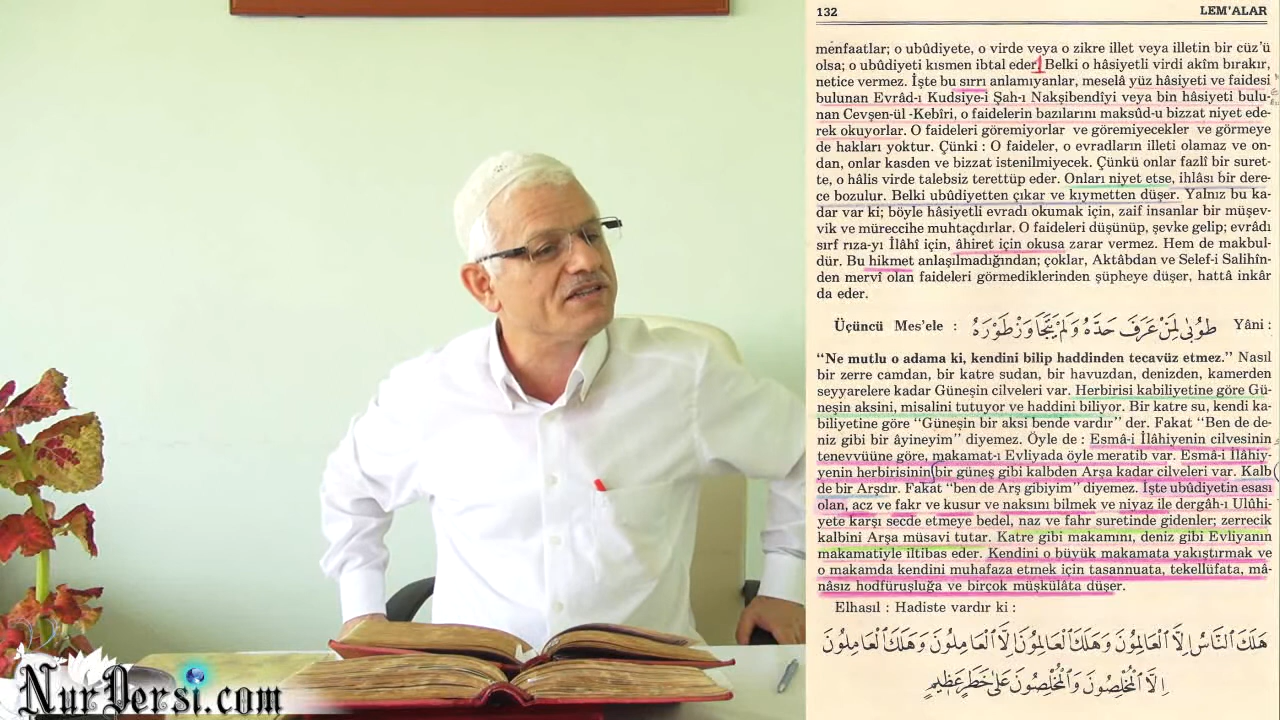 132 LEM'ALAR
menfaatlar; o ubûdiyete, o virde veya o zikre illet veya illetin bir cüz'ü
olsa; o ubûdiyeti kısmen ibtal eder. Belki o hâsiyetli virdi akîm bırakır,
netice vermez. İşte bu sırrı anlamıyanlar, meselâ yüz hâsiyeti ve faidesi
bulunan Evrâd-ı Kudsiye-i Şah-ı Nakşibendîyi veya bin hâsiyeti bulu-
nan Cevşen-ül -Kebîri, o faidelerin bazılarını maksûd-u bizzat niyet ede-
rek okuyorlar. O faideleri göremiyorlar ve göremiyecekler ve görmeye
de hakları yoktur. Çünki : O faideler, o evradların illeti olamaz ve on-
dan, onlar kasden ve bizzat istenilmiyecek. Çünkü onlar fazlî bir suret-
te, o hâlis virde talebsiz terettüp eder. Onları niyet etse, ihlâsı bir dere-
ce bozulur. Belki ubûdiyetten çıkar ve kıymetten düşer. Yalnız bu ka-
dar var ki; böyle hâsiyetli evradı okumak için, zaif insanlar bir müşev-
vik ve müreccihe muhtaçdırlar. O faideleri düşünüp, şevke gelip; evrâdı
sırf rıza-yı İlâhî için, âhiret için okusa zarar vermez. Hem de makbul-
dür. Bu hikmet anlaşılmadığından; çoklar, Aktâbdan ve Selef-i Salihîn-
den mervî olan faideleri görmediklerinden şüpheye düşer, hattâ inkâr
da eder.
Üçüncü Mes'ele : طُوبٰى لِمَنْ عَرَفَ حَدَّهُ وَلَمْ يَتَجَاوَزْ طَوْرَهُ Yâni :
"Ne mutlu o adama ki, kendini bilip haddinden tecavüz etmez." Nasıl
bir zerre camdan, bir katre sudan, bir havuzdan, denizden, kamerden
seyyarelere kadar Güneşin cilveleri var. Herbirisi kabiliyetine göre Gü-
neşin aksini, misalini tutuyor ve haddini biliyor. Bir katre su, kendi ka-
biliyetine göre "Güneşin bir aksi bende vardır" der. Fakat "Ben de de-
niz gibi bir âyineyim" diyemez. Öyle de : Esmâ-i İlâhiyenin cilvesinin
tenevvüüne göre, makamat-ı Evliyada öyle meratib var. Esmâ-i İlâhiy-
yenin herbirisinin bir güneş gibi kalbden Arşa kadar cilveleri var. Kalb
de bir Arşdır. Fakat "ben de Arş gibiyim" diyemez. İşte ubûdiyetin esası
olan, acz ve fakr ve kusur ve naksını bilmek ve niyaz ile dergâh-ı Ulûhi-
yete karşı secde etmeye bedel, naz ve fahr suretinde gidenler; zerrecik
kalbini Arşa müsavi tutar. Katre gibi makamını, deniz gibi Evliyanın
makamatiyle iltibas eder. Kendini o büyük makamata yakıştırmak ve
o makamda kendini muhafaza etmek için tasannuata, tekellüfata, mâ-
nâsız hodfüruşluğa ve birçok müşkülâta düşer.
Elhasıl : Hadiste vardır ki :
هَلَكَ النَّاسُ اِلَّا الْعَالِمُونَ وَهَلَكَ الْعَالِمُونَ اِلَّا الْعَامِلُونَ وَهَلَكَ الْعَامِلُونَ
اِلَّا الْمُخْلِصُونَ وَالْمُخْلِصُونَ عَلٰى خَطَرٍ عَظِيمٍ
NurDersi.com